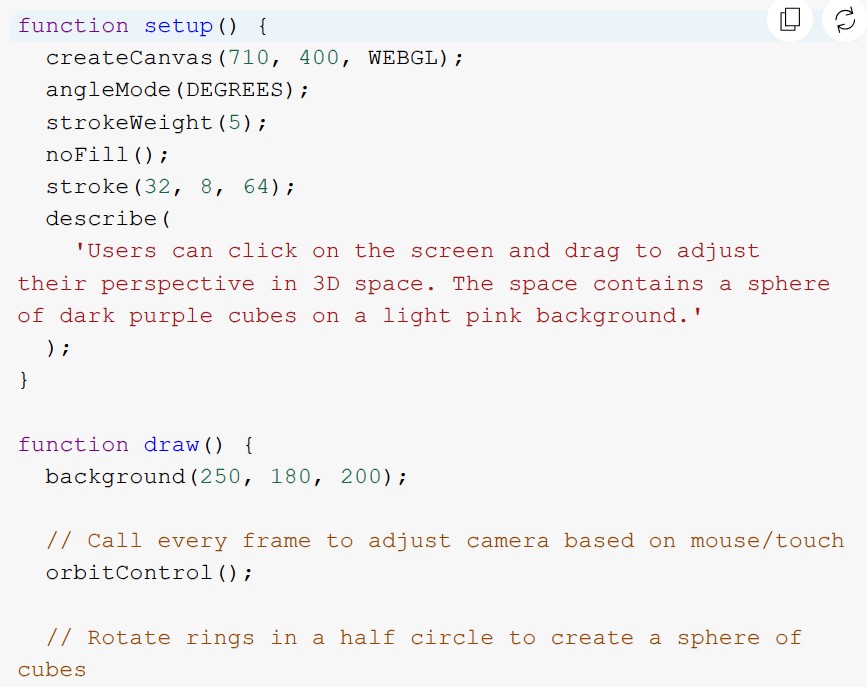 function setup() {
  createCanvas(710, 400, WEBGL);
  angleMode(DEGREES);
  strokeWeight(5);
  noFill();
  stroke(32, 8, 64);
  describe(
    'Users can click on the screen and drag to adjust
their perspective in 3D space. The space contains a sphere
of dark purple cubes on a light pink background.'
  );
}

function draw() {
  background(250, 180, 200);

  // Call every frame to adjust camera based on mouse/touch
  orbitControl();

  // Rotate rings in a half circle to create a sphere of
cubes